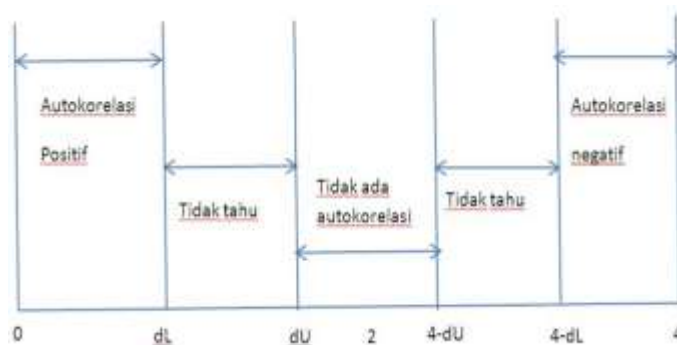 Autokorelasi
Positif
Tidak tahu
Tidak ada
autokorelasi
Tidak tahu
Autokorelasi
negatif
0 dL dU 2 4-dU 4-dL 4